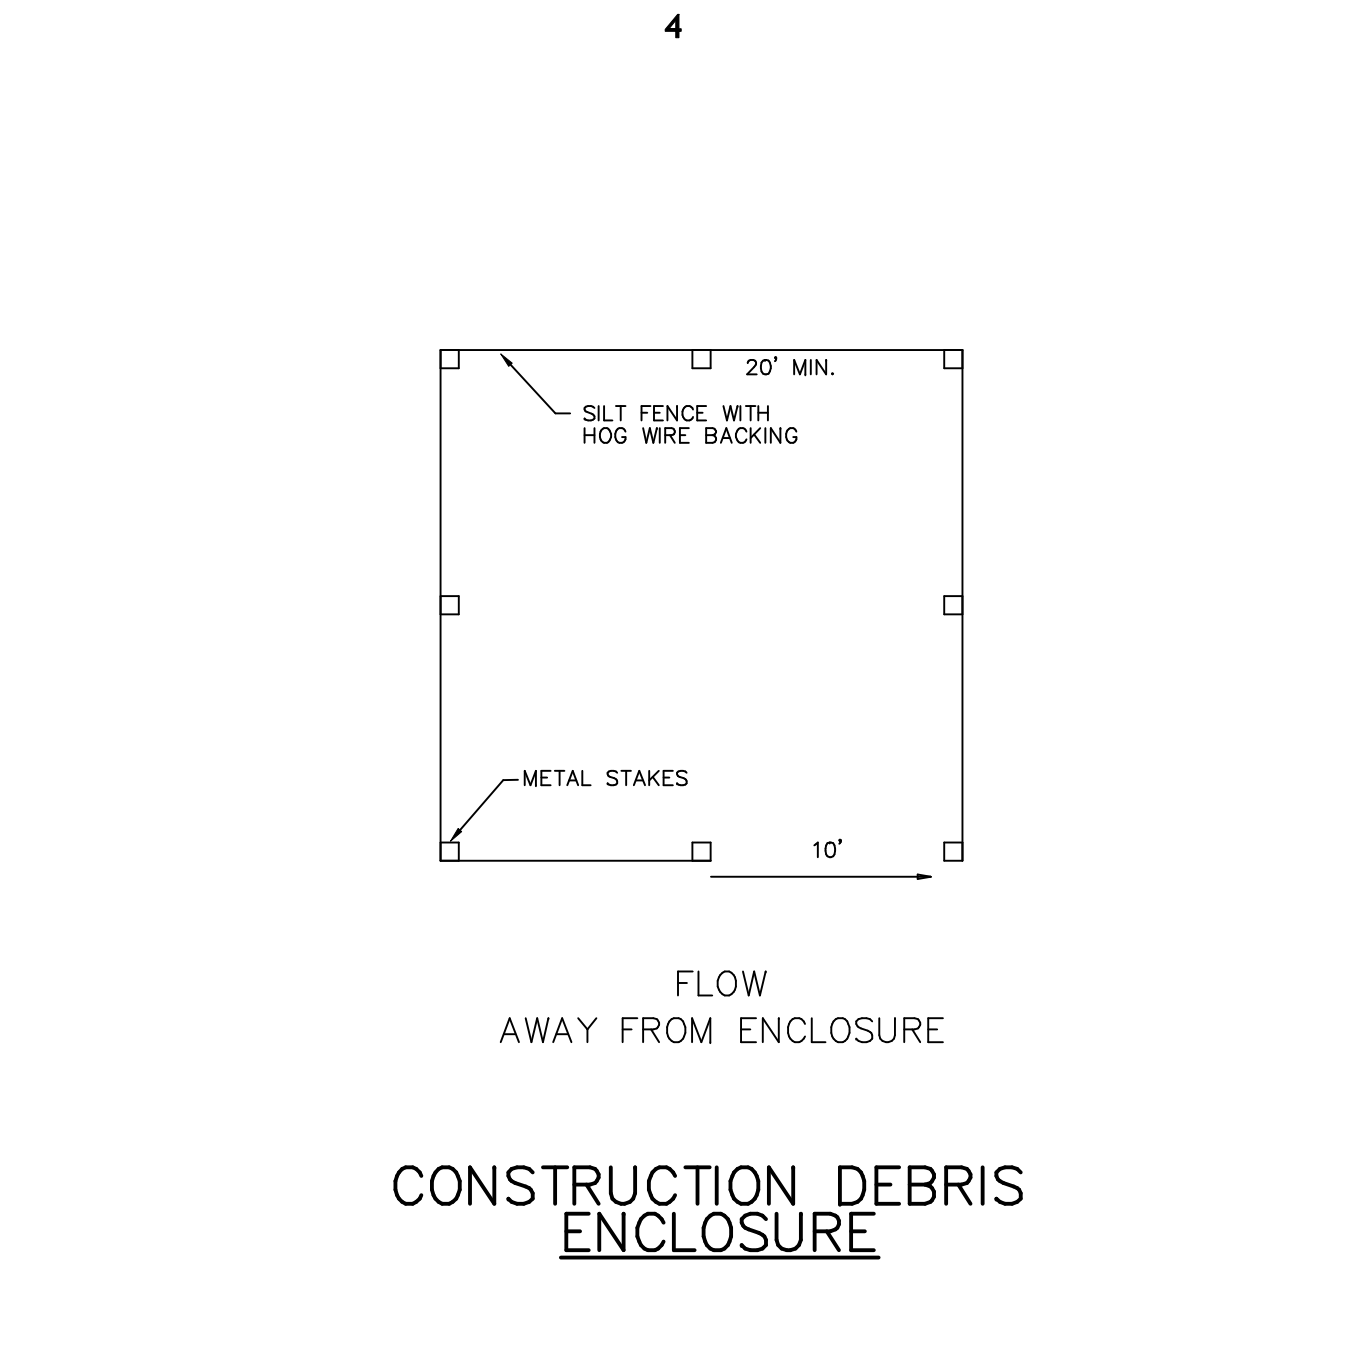 4
20' MIN.
SILT FENCE WITH
HOG WIRE BACKING
METAL STAKES
10'
FLOW
AWAY FROM ENCLOSURE
CONSTRUCTION DEBRIS
ENCLOSURE